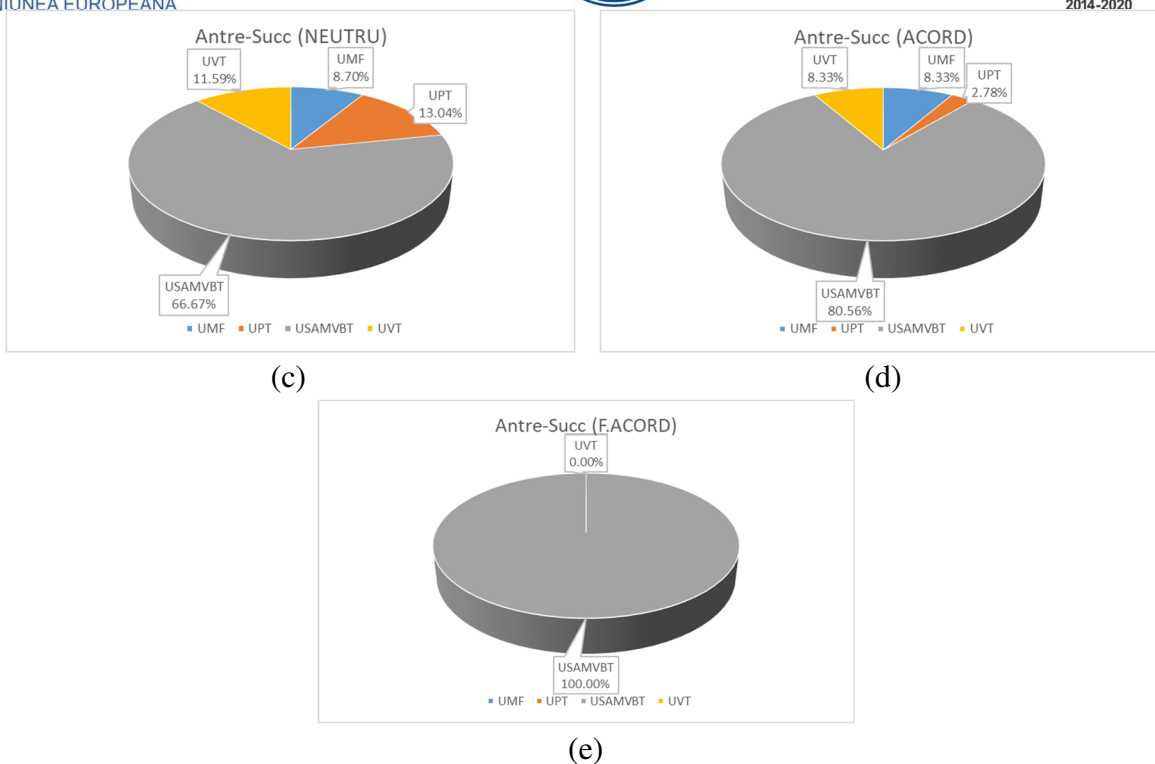 UNIUNEA EUROPEANĂ
2014-2020
Antre-Succ (NEUTRU)
UVT
11.59%
UMF
8.70%
UPT
13.04%
USAMVBT
66.67%
UMF UPT USAMVBT UVT
(c)
Antre-Succ (ACORD)
UVT
8.33%
UMF
8.33%
UPT
2.78%
USAMVBT
80.56%
UMF UPT USAMVBT UVT
(d)
Antre-Succ (F.ACORD)
UVT
0.00%
USAMVBT
100.00%
UMF UPT USAMVBT UVT
(e)